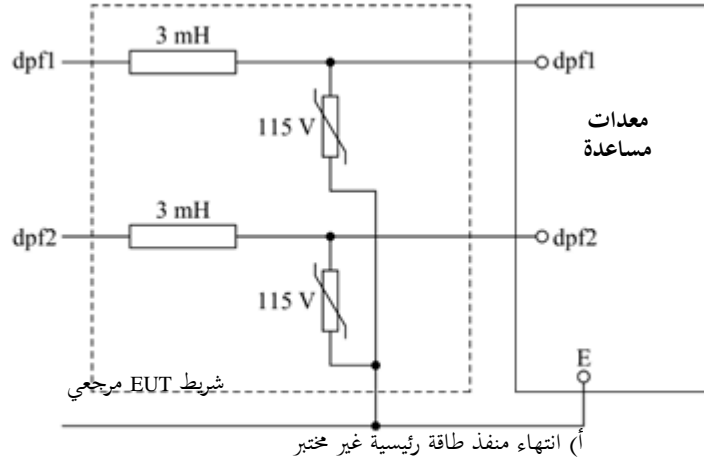 3 mH
dpf1
dpf1
115 V
معدات
مساعدة
3 mH
dpf2
dpf2
115 V
E
شريط EUT مرجعي
أ) انتهاء منفذ طاقة رئيسية غير مختبر